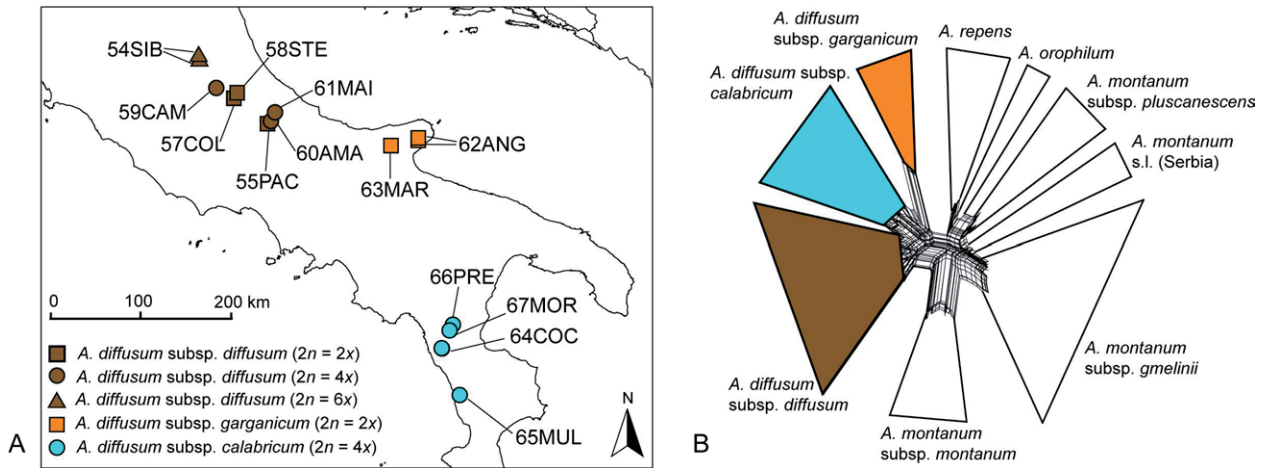 54SIB
58STE
59CAM
61MAI
57COL
60AMA
55PAC
62ANG
63MAR
66PRE
67MOR
64COC
65MUL
0 100 200 km
A. diffusum subsp. diffusum (2n = 2x)
A. diffusum subsp. diffusum (2n = 4x)
A. diffusum subsp. diffusum (2n = 6x)
A. diffusum subsp. garganicum (2n = 2x)
A. diffusum subsp. calabricum (2n = 4x)
N
A
A. diffusum
subsp. garganicum
A. repens
A. orophilum
A. diffusum subsp.
calabricum
A. montanum
subsp. pluscanescens
A. montanum
s.l. (Serbia)
A. montanum
subsp. gmelinii
A. diffusum
subsp. diffusum
A. montanum
subsp. montanum
B